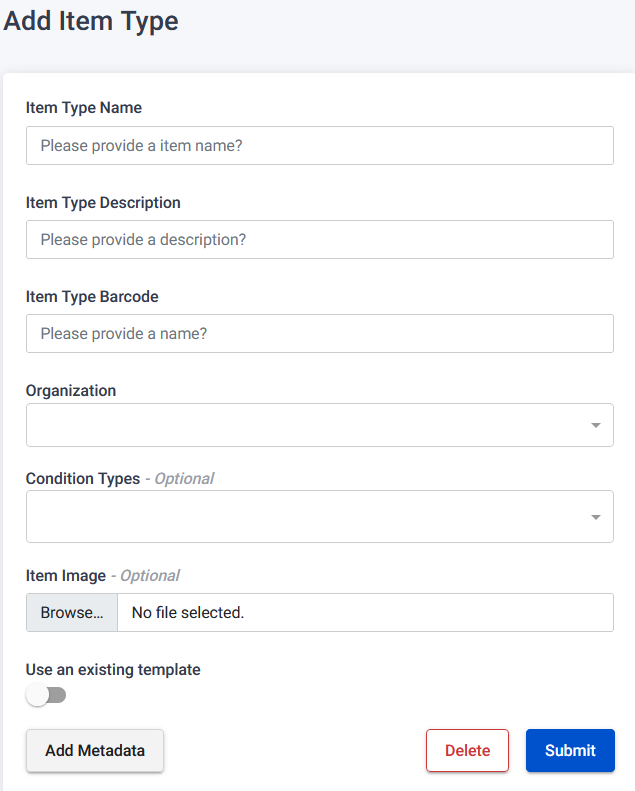 Add Item Type
Item Type Name
Please provide a item name?
Item Type Description
Please provide a description?
Item Type Barcode
Please provide a name?
Organization
Condition Types - Optional
Item Image - Optional
Browse... No file selected.
Use an existing template
Add Metadata Delete Submit